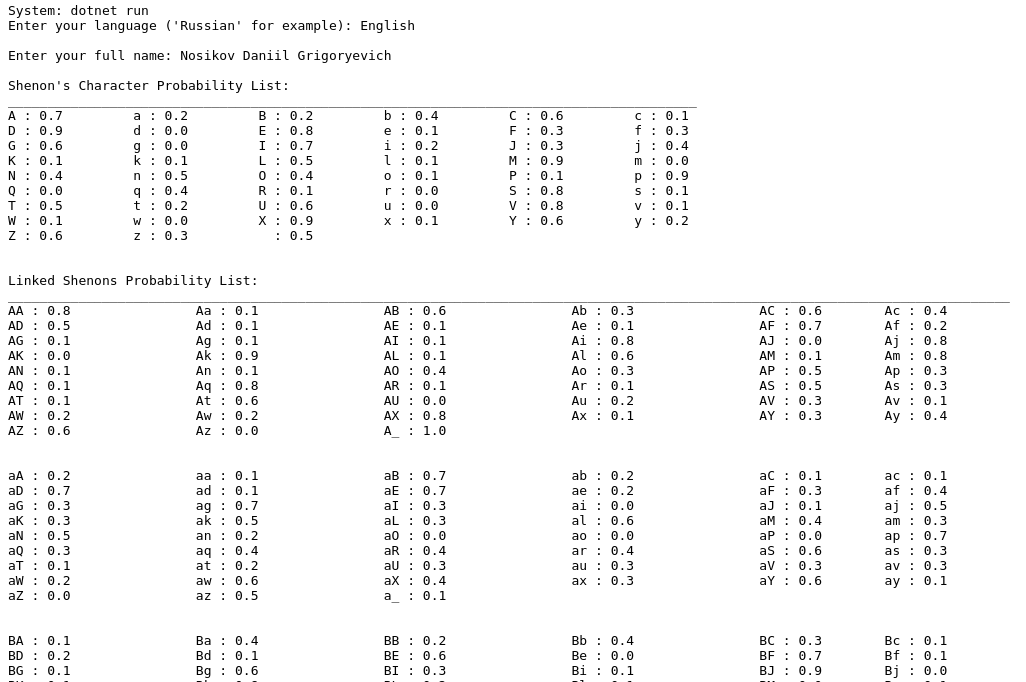 System: dotnet run
Enter your language ('Russian' for example): English
Enter your full name: Nosikov Daniil Grigoryevich
Shenon's Character Probability List:
A : 0.7 a : 0.2 B : 0.2 b : 0.4 C : 0.6 c : 0.1
D : 0.9 d : 0.0 E : 0.8 e : 0.1 F : 0.3 f : 0.3
G : 0.6 g : 0.0 I : 0.7 i : 0.2 J : 0.3 j : 0.4
K : 0.1 k : 0.1 L : 0.5 l : 0.1 M : 0.9 m : 0.0
N : 0.4 n : 0.5 O : 0.4 o : 0.1 P : 0.1 p : 0.9
Q : 0.0 q : 0.4 R : 0.1 r : 0.0 S : 0.8 s : 0.1
T : 0.5 t : 0.2 U : 0.6 u : 0.0 V : 0.8 v : 0.1
W : 0.1 w : 0.0 X : 0.9 x : 0.1 Y : 0.6 y : 0.2
Z : 0.6 z : 0.3 : 0.5
Linked Shenons Probability List:
AA : 0.8 Aa : 0.1 AB : 0.6 Ab : 0.3 AC : 0.6 Ac : 0.4
AD : 0.5 Ad : 0.1 AE : 0.1 Ae : 0.1 AF : 0.7 Af : 0.2
AG : 0.1 Ag : 0.1 AI : 0.1 Ai : 0.8 AJ : 0.0 Aj : 0.8
AK : 0.0 Ak : 0.9 AL : 0.1 Al : 0.6 AM : 0.1 Am : 0.8
AN : 0.1 An : 0.1 AO : 0.4 Ao : 0.3 AP : 0.5 Ap : 0.3
AQ : 0.1 Aq : 0.8 AR : 0.1 Ar : 0.1 AS : 0.5 As : 0.3
AT : 0.1 At : 0.6 AU : 0.0 Au : 0.2 AV : 0.3 Av : 0.1
AW : 0.2 Aw : 0.2 AX : 0.8 Ax : 0.1 AY : 0.3 Ay : 0.4
AZ : 0.6 Az : 0.0 A_ : 1.0
aA : 0.2 aa : 0.1 aB : 0.7 ab : 0.2 aC : 0.1 ac : 0.1
aD : 0.7 ad : 0.1 aE : 0.7 ae : 0.2 aF : 0.3 af : 0.4
aG : 0.3 ag : 0.7 aI : 0.3 ai : 0.0 aJ : 0.1 aj : 0.5
aK : 0.3 ak : 0.5 aL : 0.3 al : 0.6 aM : 0.4 am : 0.3
aN : 0.5 an : 0.2 aO : 0.0 ao : 0.0 aP : 0.0 ap : 0.7
aQ : 0.3 aq : 0.4 aR : 0.4 ar : 0.4 aS : 0.6 as : 0.3
aT : 0.1 at : 0.2 aU : 0.3 au : 0.3 aV : 0.3 av : 0.3
aW : 0.2 aw : 0.6 aX : 0.4 ax : 0.3 aY : 0.6 ay : 0.1
aZ : 0.0 az : 0.5 a_ : 0.1
BA : 0.1 Ba : 0.4 BB : 0.2 Bb : 0.4 BC : 0.3 Bc : 0.1
BD : 0.2 Bd : 0.1 BE : 0.6 Be : 0.0 BF : 0.7 Bf : 0.1
BG : 0.1 Bg : 0.6 BI : 0.3 Bi : 0.1 BJ : 0.9 Bj : 0.0